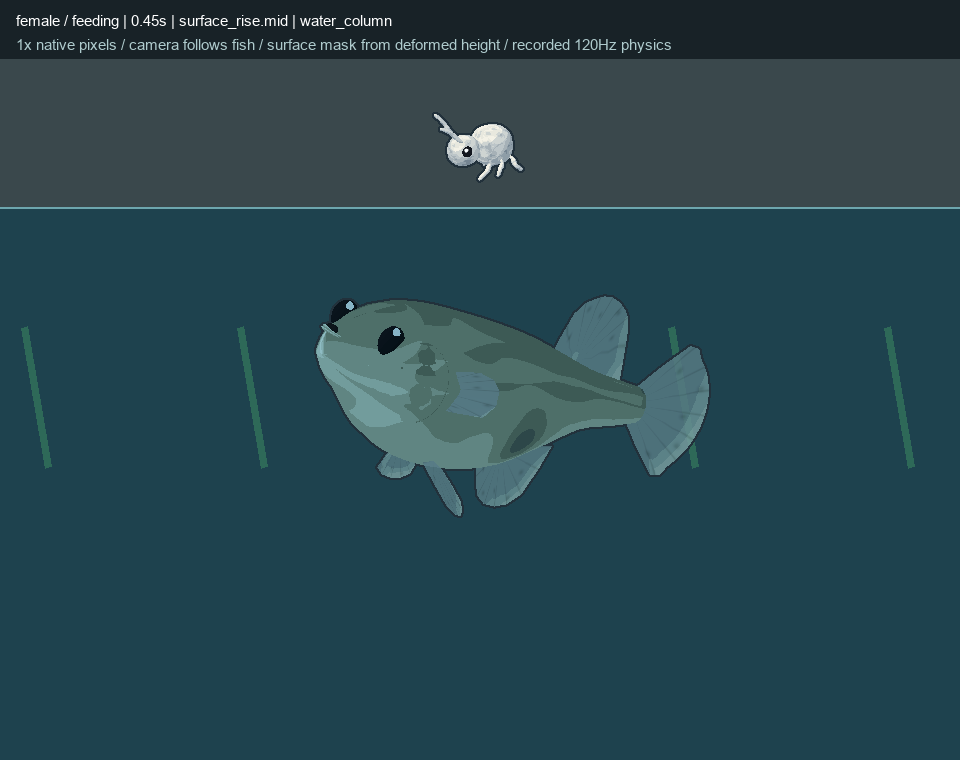 female / feeding | 0.45s | surface_rise.mid | water_column
1x native pixels / camera follows fish / surface mask from deformed height / recorded 120Hz physics